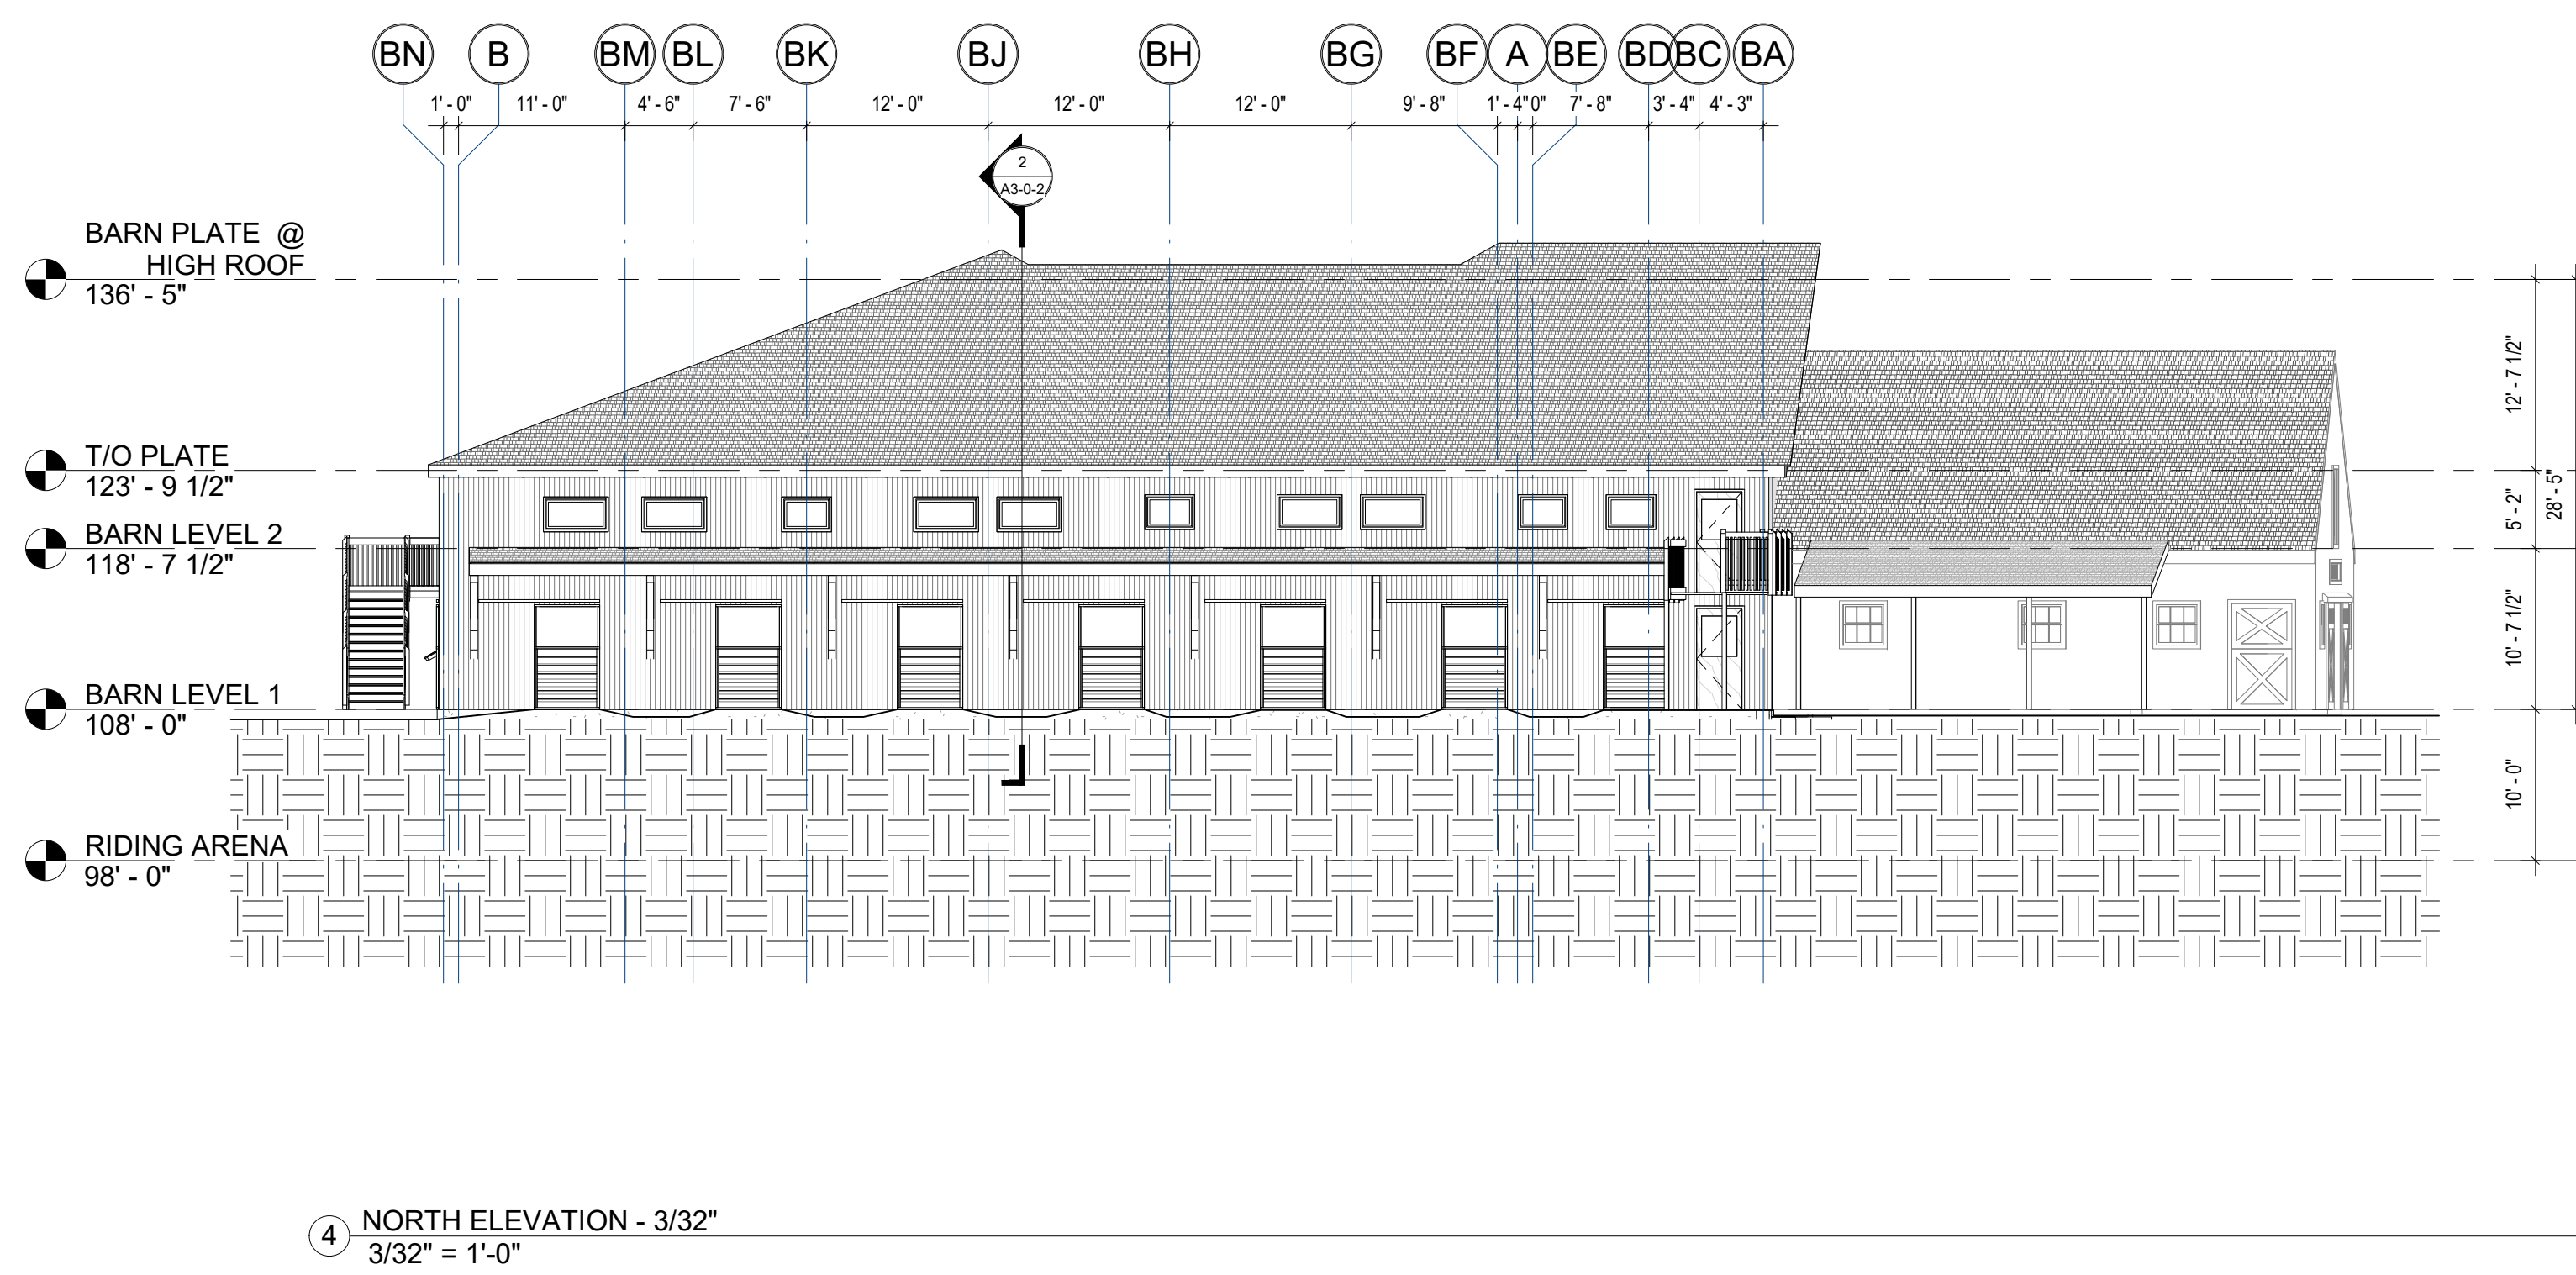 BN B BM BL BK BJ BH BG BF A BE BD BC BA
1' - 0" 11' - 0" 4' - 6" 7' - 6" 12' - 0" 12' - 0" 12' - 0" 9' - 8" 1' - 4" 0" 7' - 8" 3' - 4" 4' - 3"
2
A3-0-2
BARN PLATE @
HIGH ROOF
136' - 5"
T/O PLATE
123' - 9 1/2"
BARN LEVEL 2
118' - 7 1/2"
BARN LEVEL 1
108' - 0"
RIDING ARENA
98' - 0"
12' - 7 1/2"
5' - 2"
28' - 5"
10' - 7 1/2"
10' - 0"
4
NORTH ELEVATION - 3/32"
3/32" = 1'-0"